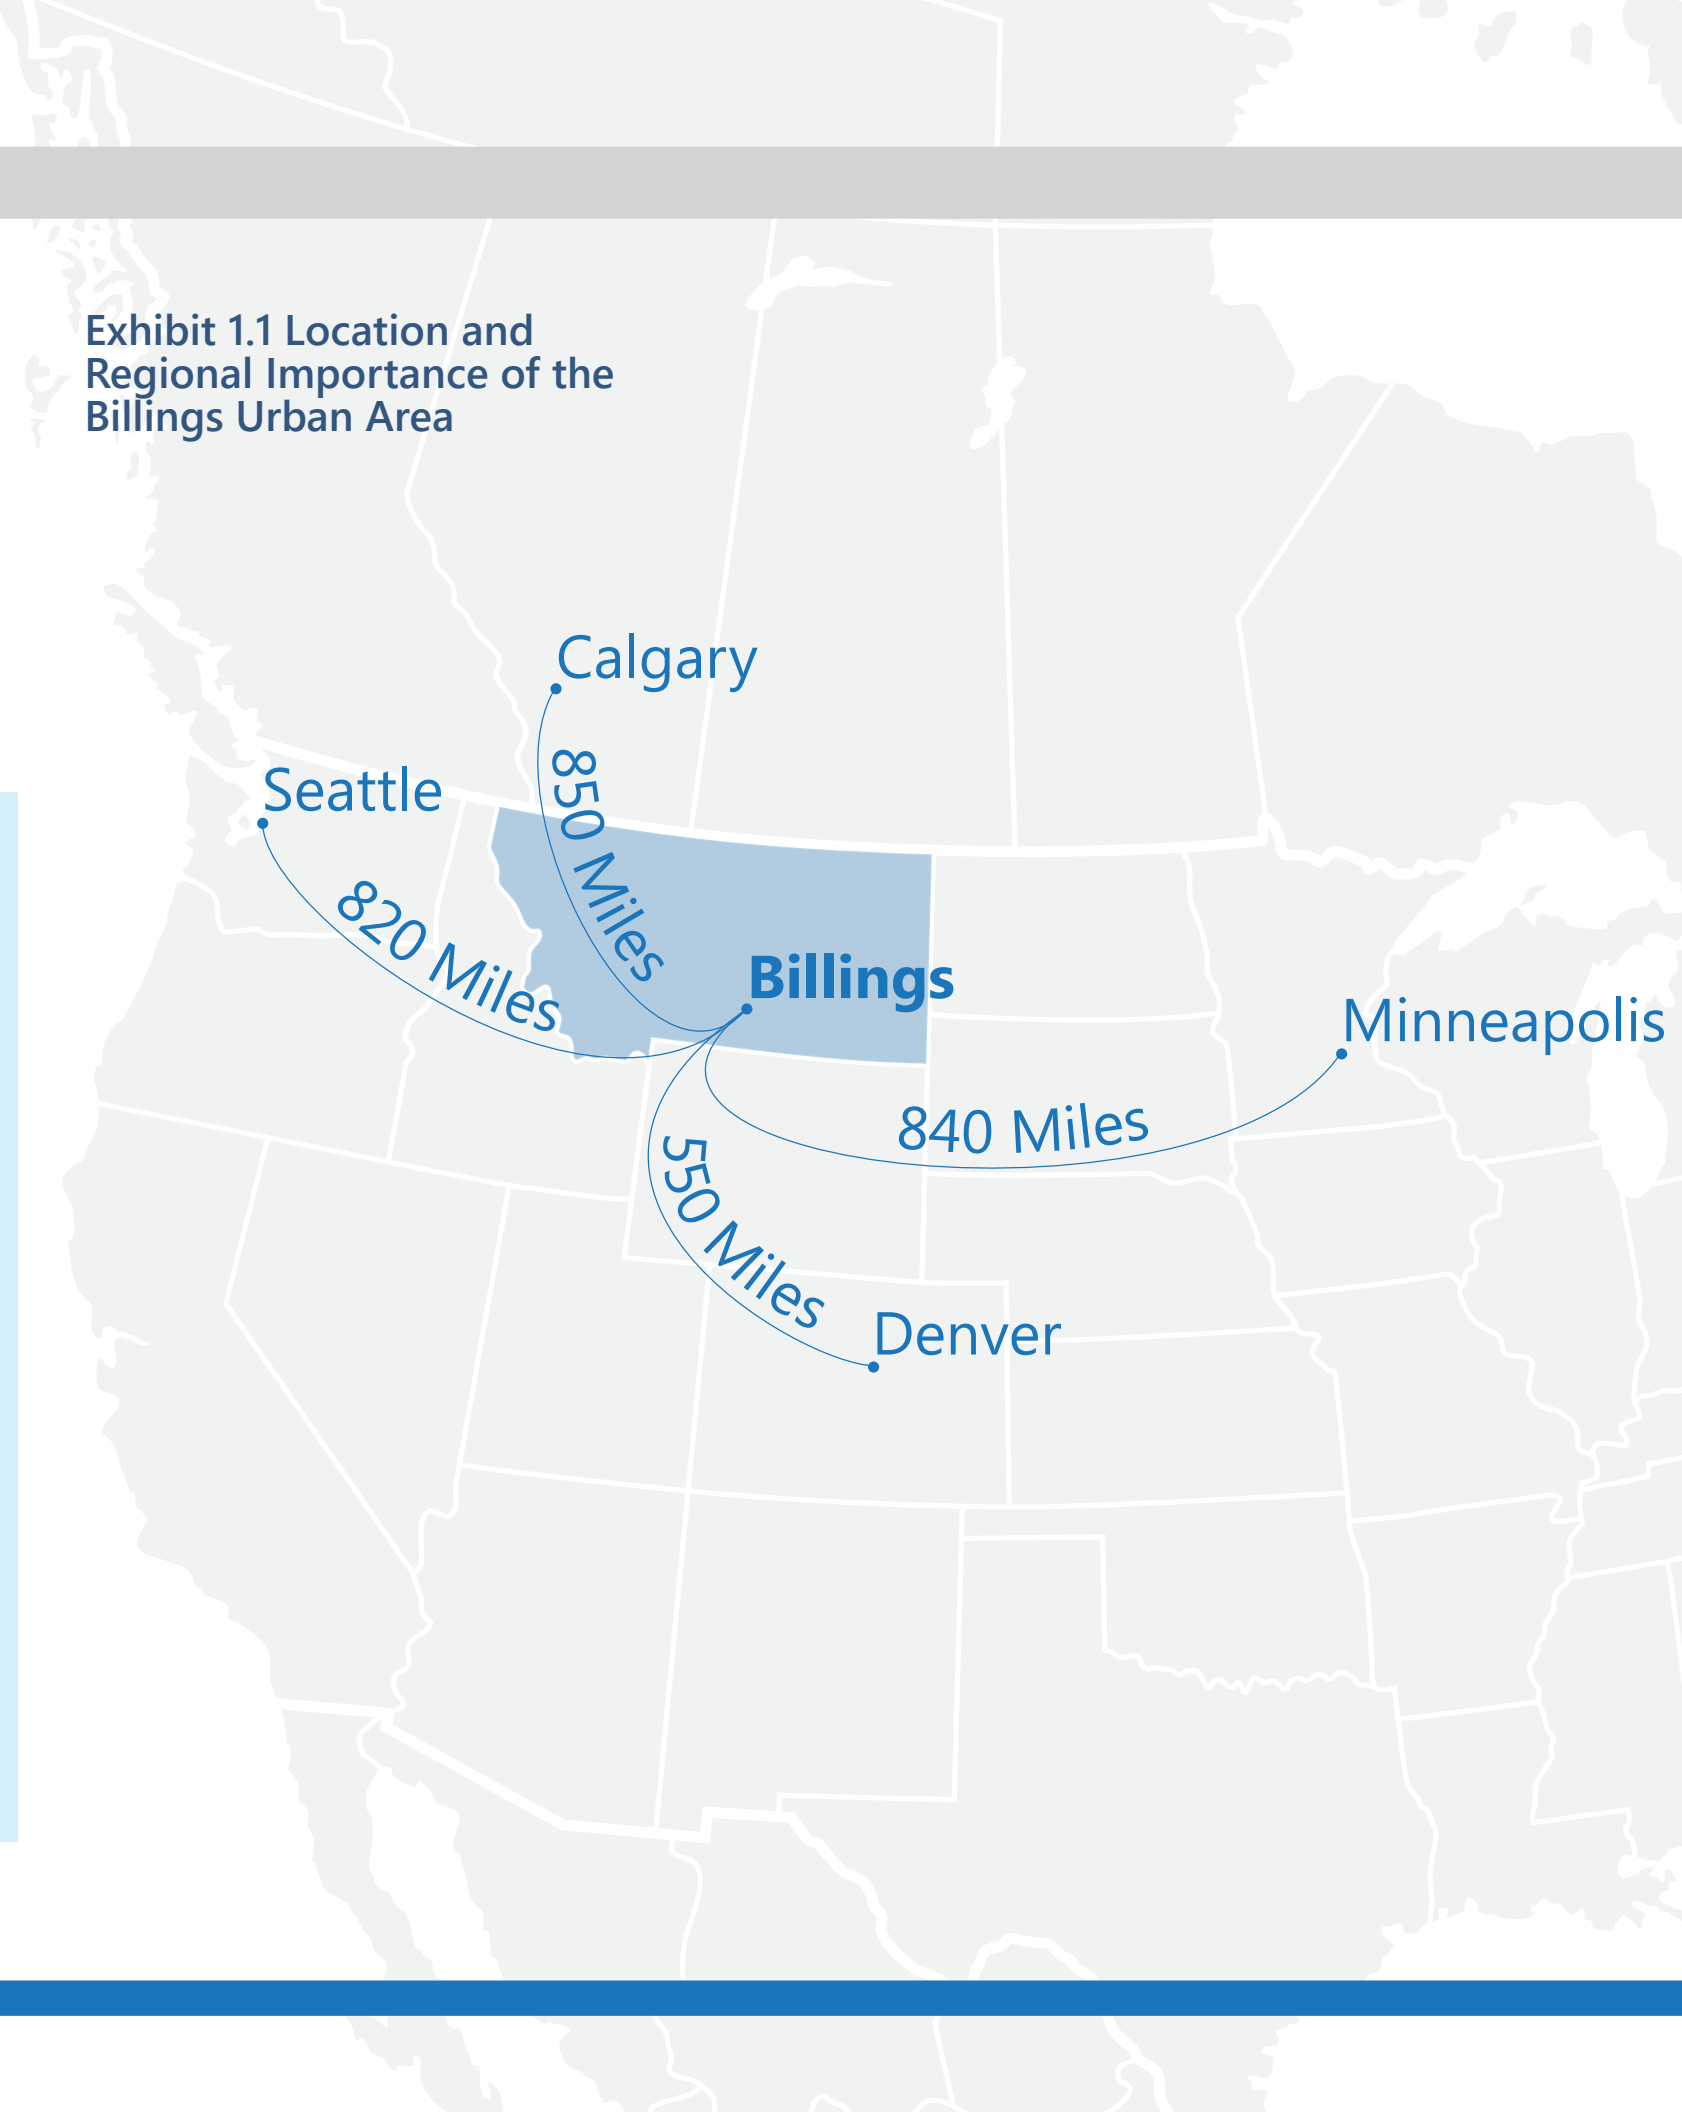 Exhibit 1.1 Location and
Regional Importance of the
Billings Urban Area
Calgary
850 Miles
Seattle
820 Miles
Billings
Minneapolis
840 Miles
550 Miles
Denver